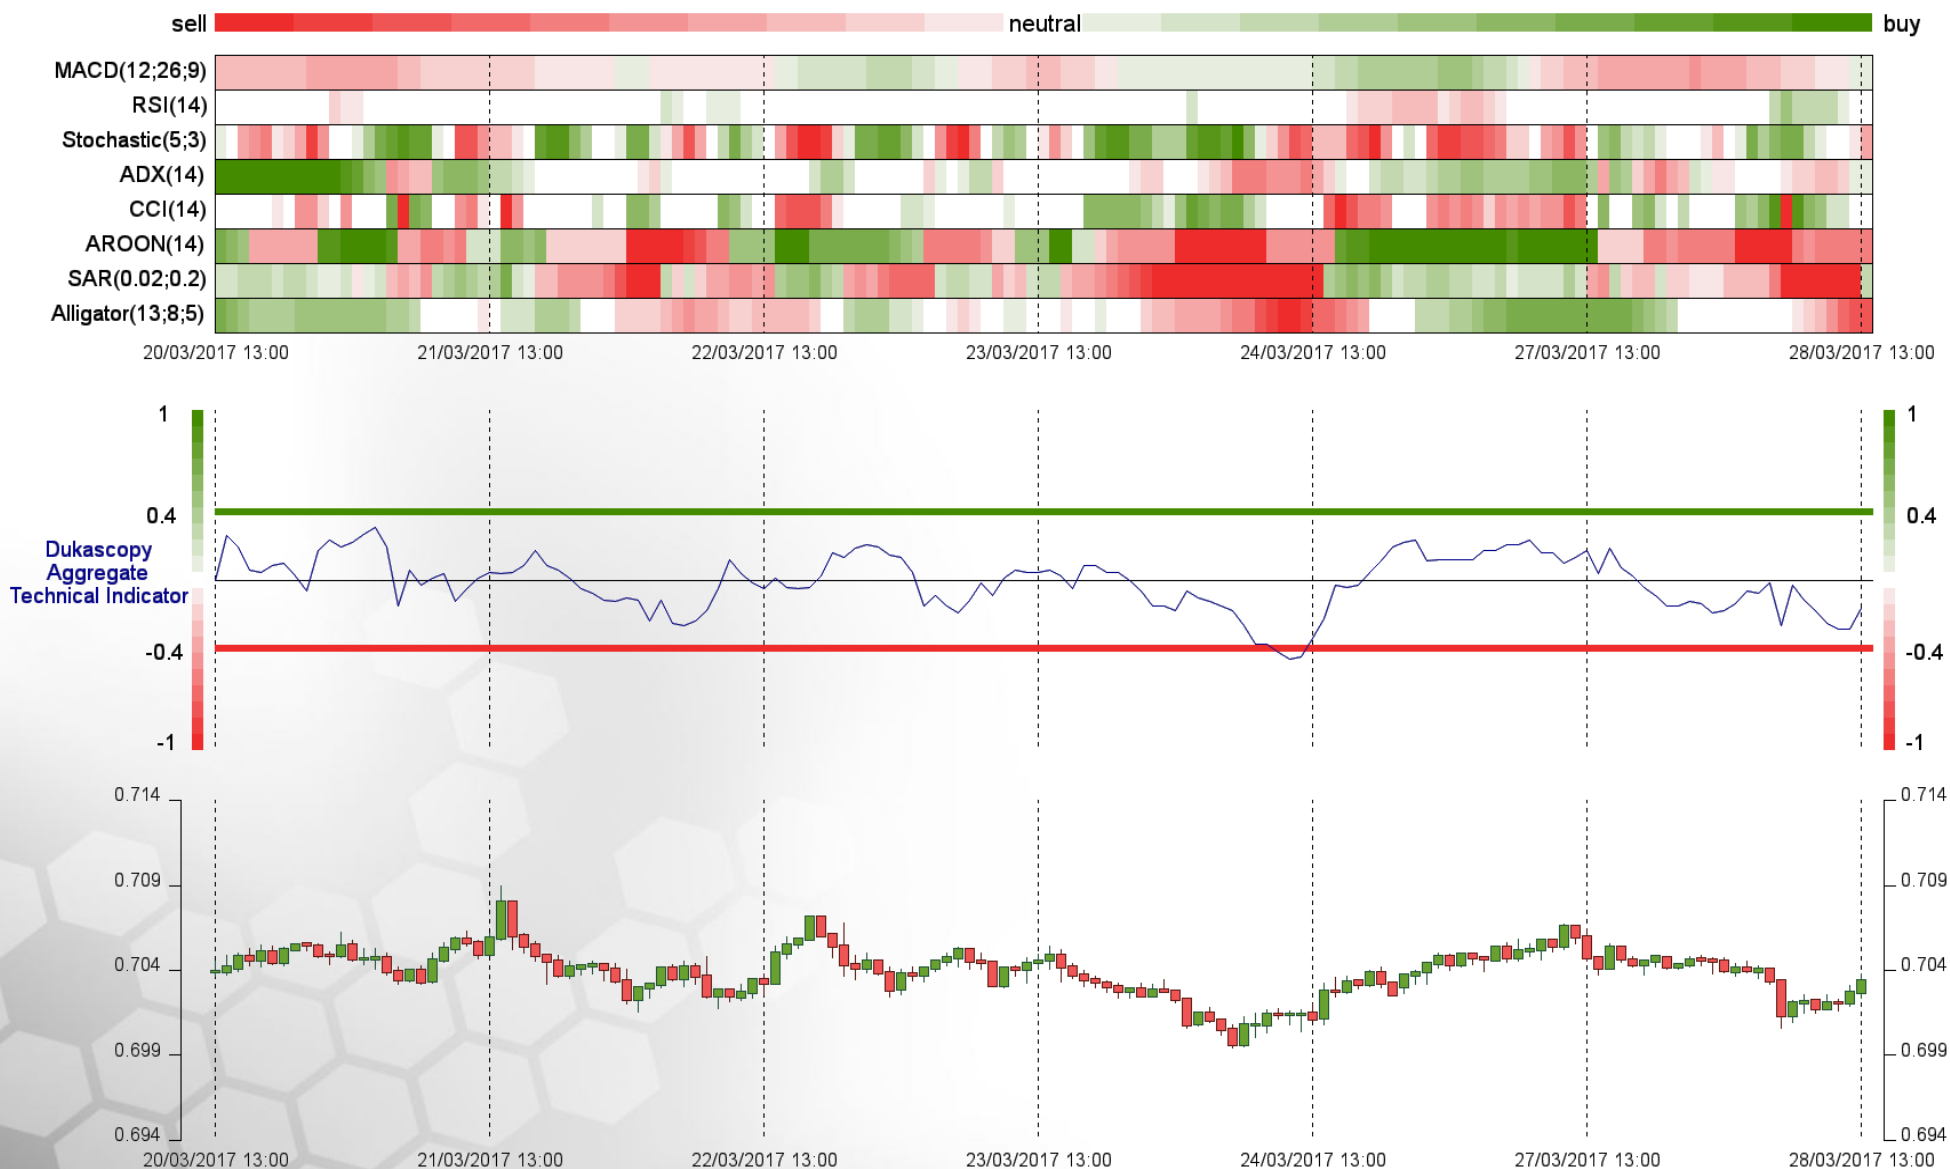 sell neutral buy
MACD(12;26;9)
RSI(14)
Stochastic(5;3)
ADX(14)
CCI(14)
AROON(14)
SAR(0.02;0.2)
Alligator(13;8;5)
20/03/2017 13:00 21/03/2017 13:00 22/03/2017 13:00 23/03/2017 13:00 24/03/2017 13:00 27/03/2017 13:00 28/03/2017 13:00
1 1
0.4 0.4
Dukascopy
Aggregate
Technical Indicator
-0.4 -0.4
-1 -1
0.714 0.714
0.709 0.709
0.704 0.704
0.699 0.699
0.694 0.694
20/03/2017 13:00 21/03/2017 13:00 22/03/2017 13:00 23/03/2017 13:00 24/03/2017 13:00 27/03/2017 13:00 28/03/2017 13:00